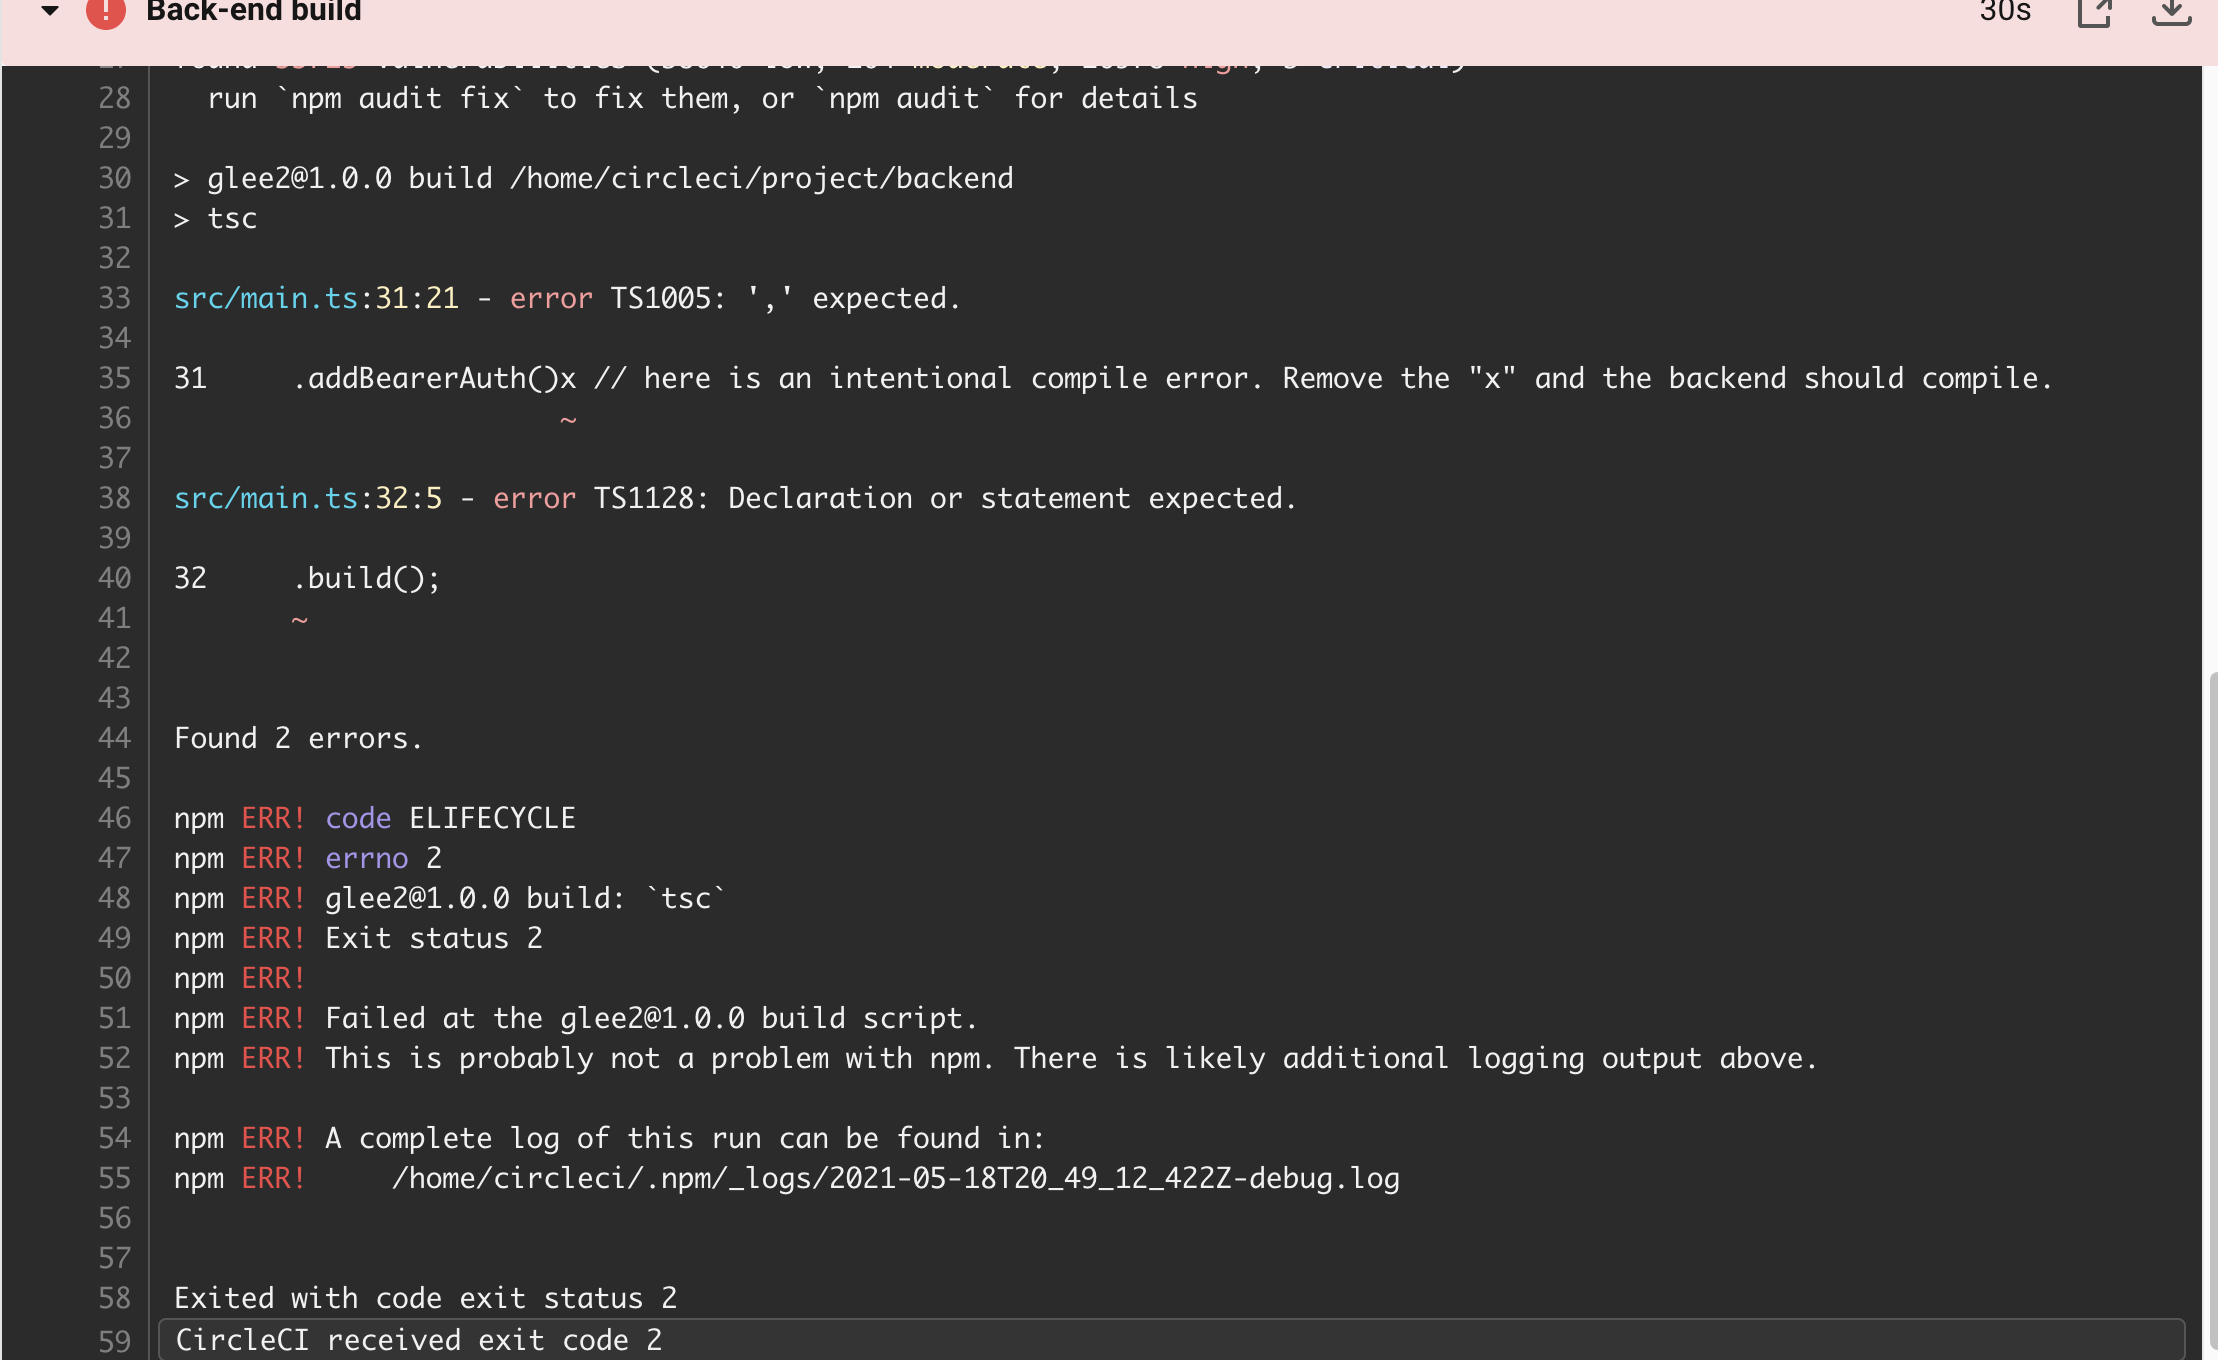 Back-end build 30s
28 run `npm audit fix` to fix them, or `npm audit` for details
29
30 > glee2@1.0.0 build /home/circleci/project/backend
31 > tsc
32
33 src/main.ts:31:21 - error TS1005: ',' expected.
34
35 31     .addBearerAuth()x // here is an intentional compile error. Remove the "x" and the backend should compile.
36 ~
37
38 src/main.ts:32:5 - error TS1128: Declaration or statement expected.
39
40 32     .build();
41 ~
42
43
44 Found 2 errors.
45
46 npm ERR! code ELIFECYCLE
47 npm ERR! errno 2
48 npm ERR! glee2@1.0.0 build: `tsc`
49 npm ERR! Exit status 2
50 npm ERR!
51 npm ERR! Failed at the glee2@1.0.0 build script.
52 npm ERR! This is probably not a problem with npm. There is likely additional logging output above.
53
54 npm ERR! A complete log of this run can be found in:
55 npm ERR!     /home/circleci/.npm/_logs/2021-05-18T20_49_12_422Z-debug.log
56
57
58 Exited with code exit status 2
59 CircleCI received exit code 2